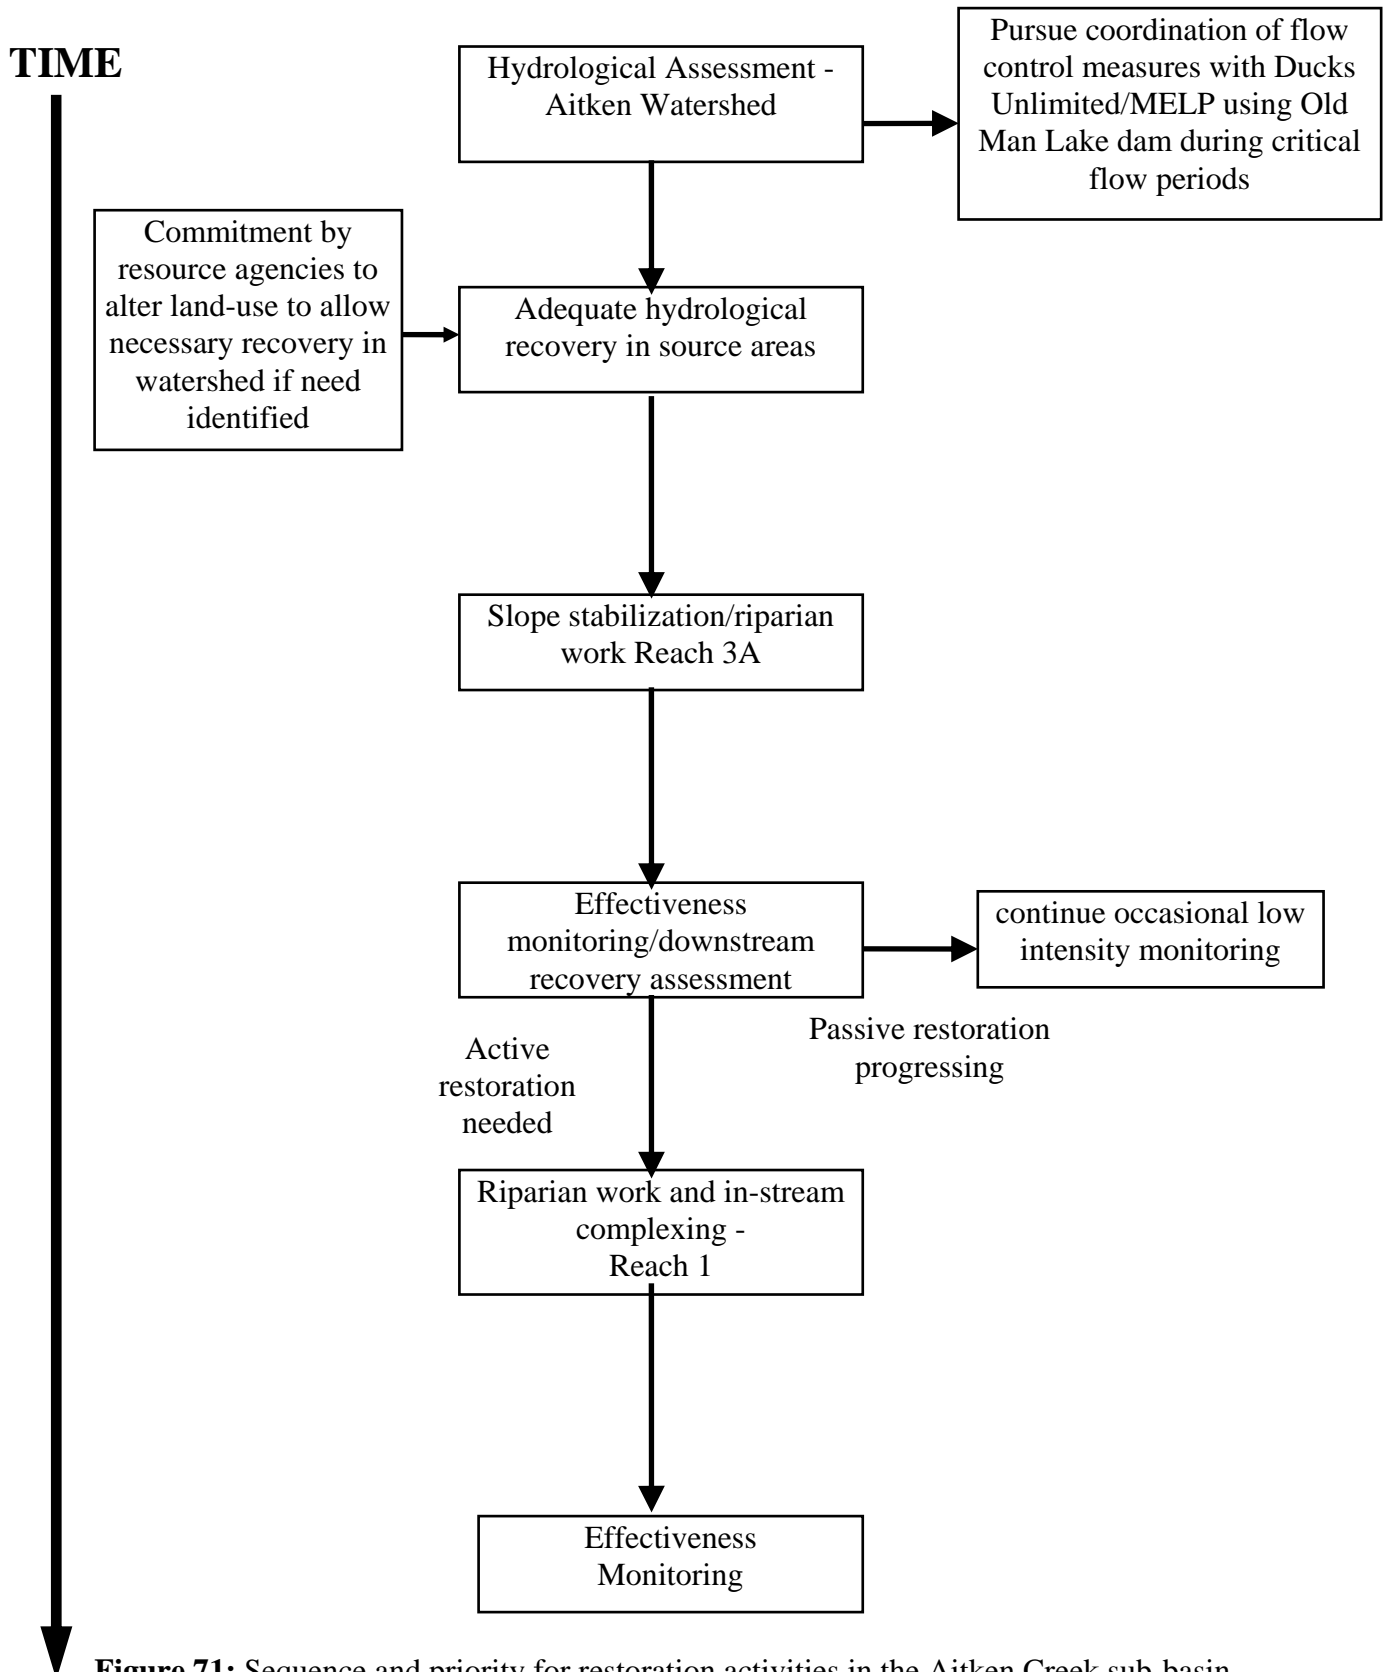 TIME
Hydrological Assessment -
Aitken Watershed
Pursue coordination of flow
control measures with Ducks
Unlimited/MELP using Old
Man Lake dam during critical
flow periods
Commitment by
resource agencies to
alter land-use to allow
necessary recovery in
watershed if need
identified
Adequate hydrological
recovery in source areas
Slope stabilization/riparian
work Reach 3A
Effectiveness
monitoring/downstream
recovery assessment
continue occasional low
intensity monitoring
Active
restoration
needed
Passive restoration
progressing
Riparian work and in-stream
complexing -
Reach 1
Effectiveness
Monitoring
Figure 71: Sequence and priority for restoration activities in the Aitken Creek sub-basin